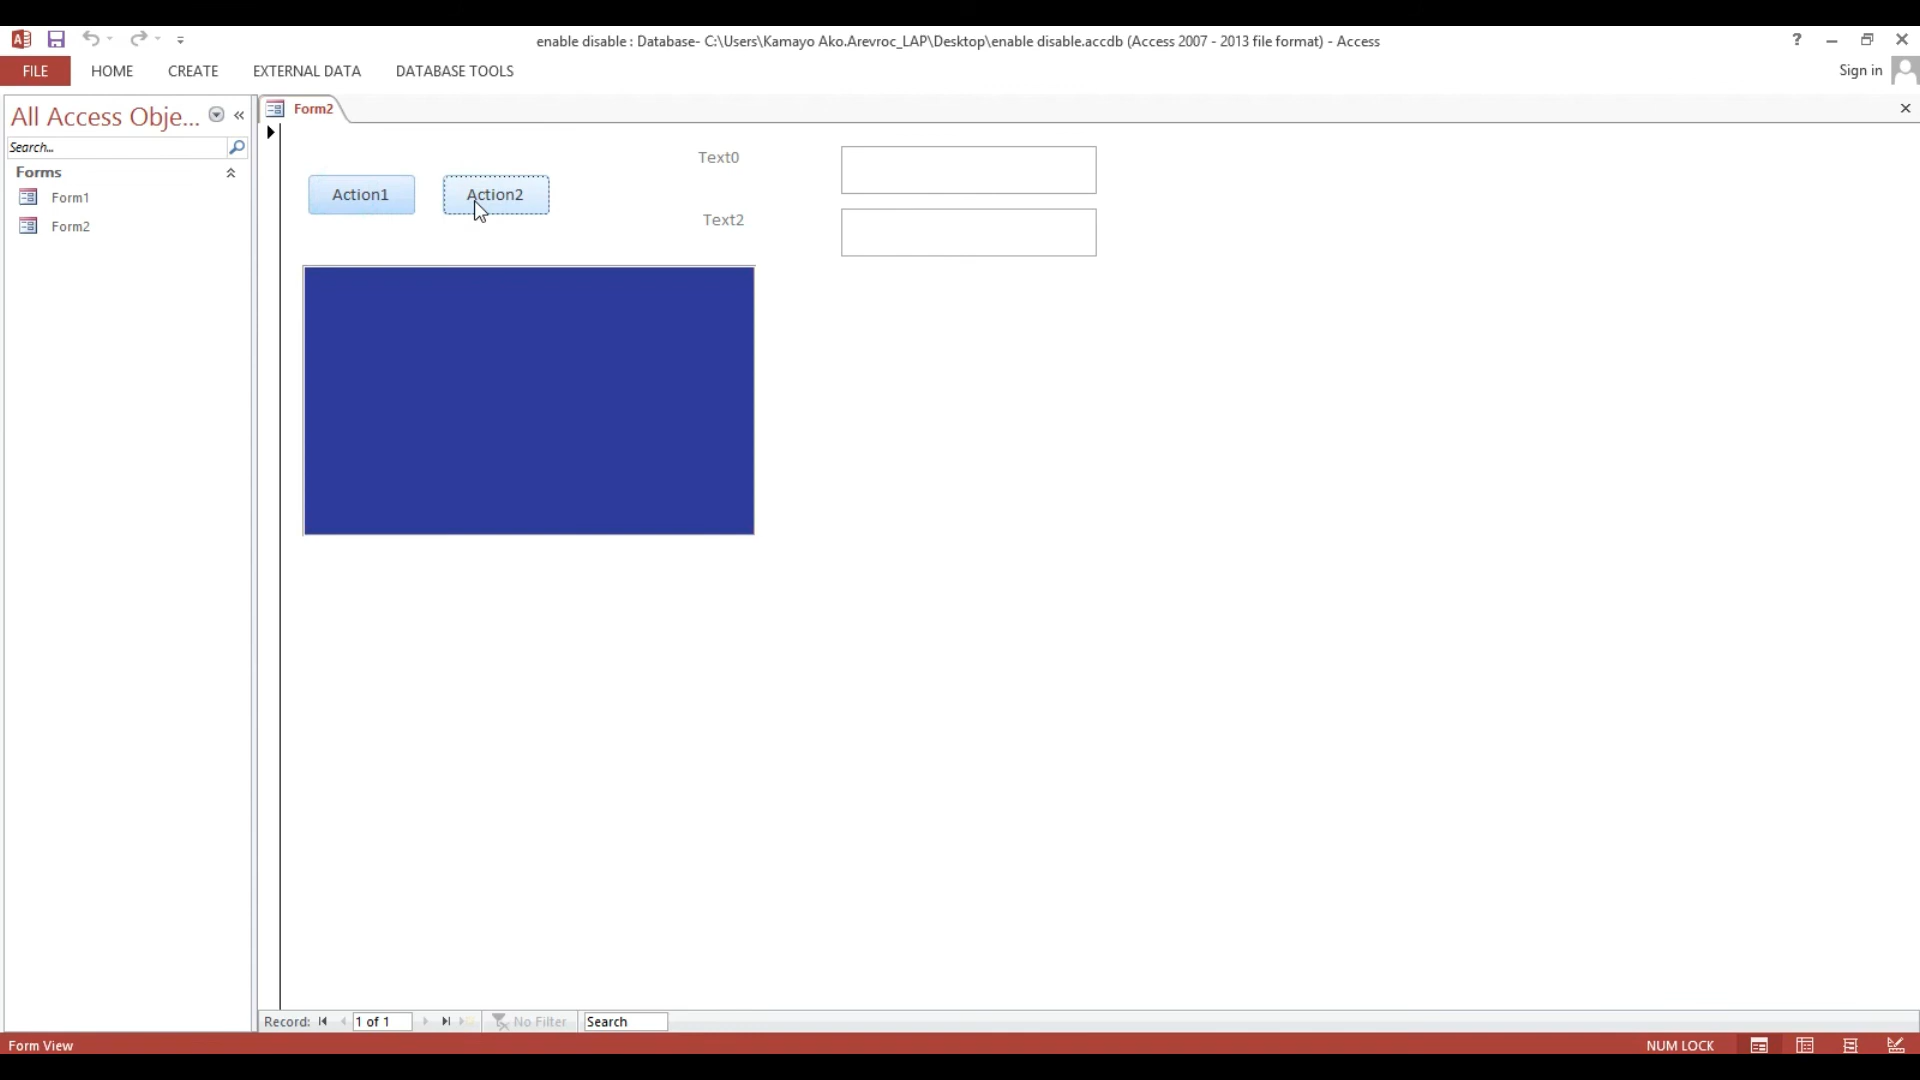 enable disable : Database- C:\Users\Kamayo Ako.Arevroc_LAP\Desktop\enable disable.accdb (Access 2007 - 2013 file format) - Access
FILE HOME CREATE EXTERNAL DATA DATABASE TOOLS
Sign in
All Access Obje...
Search...
Forms
Form1
Form2
Form2
Action1
Action2
Text0
Text2
Record: 1 of 1 No Filter Search
Form View
NUM LOCK